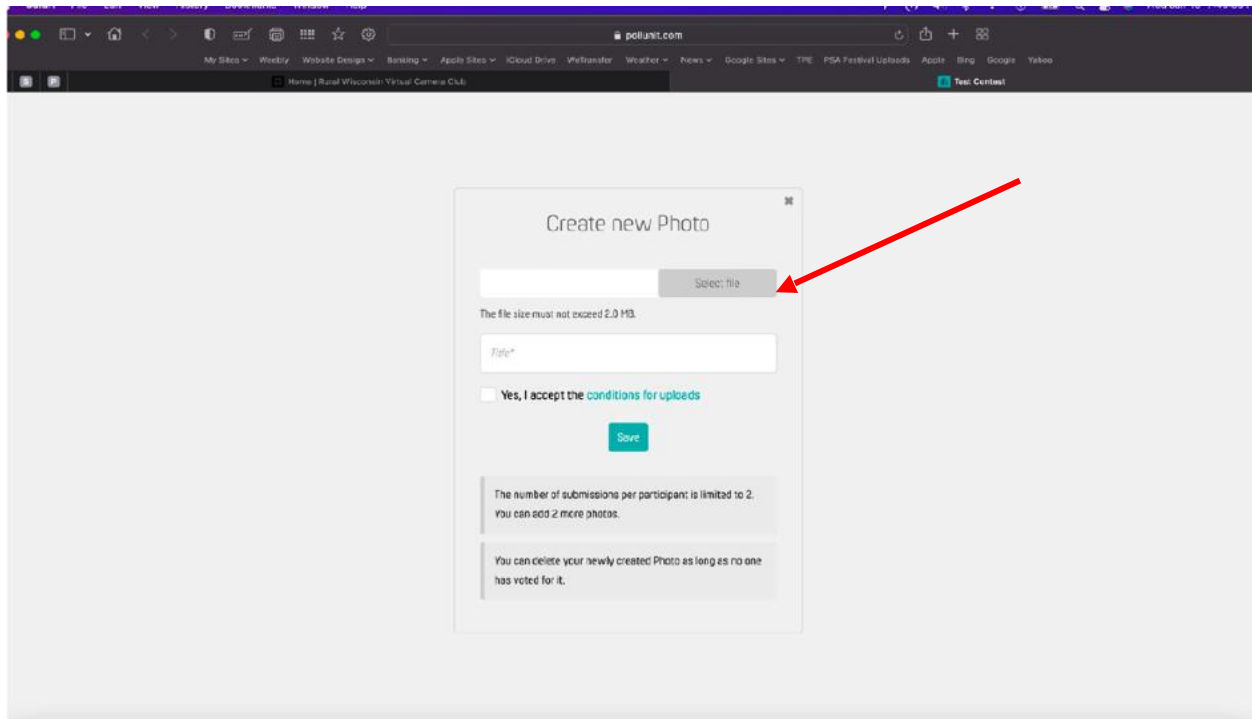 pollunit.com
My Sites Weebly Website Design Banking Apple Sites iCloud Drive WeTransfer Weather News Google Sites TPE PSA Festival Uploads Apple Bing Google Yahoo
Home | Rural Wisconsin Virtual Camera Club Test Contest
Create new Photo
Select file
The file size must not exceed 2.0 MB.
Title*
Yes, I accept the conditions for uploads
Save
The number of submissions per participant is limited to 2.
You can add 2 more photos.
You can delete your newly created Photo as long as no one
has voted for it.